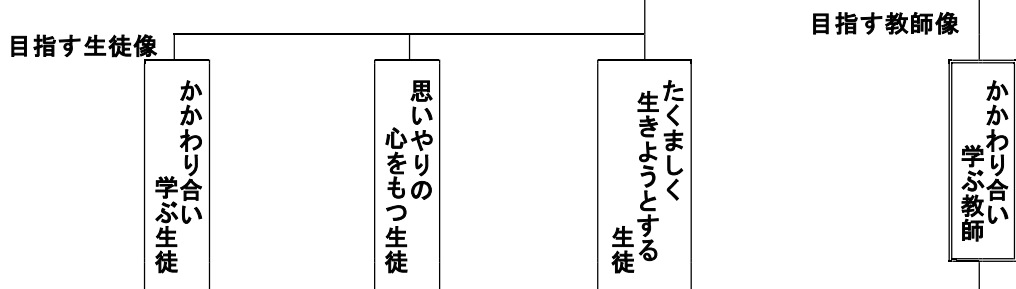 目指す生徒像
かかわり合い
学ぶ生徒
思いやりの
心をもつ生徒
たくましく
生きようとする
生徒
目指す教師像
かかわり合い
学ぶ教師